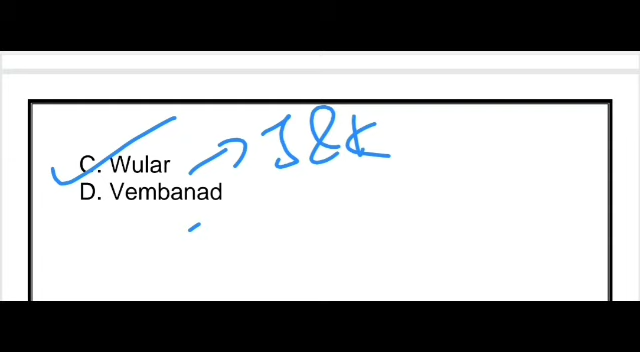 C. Wular → J&K
D. Vembanad